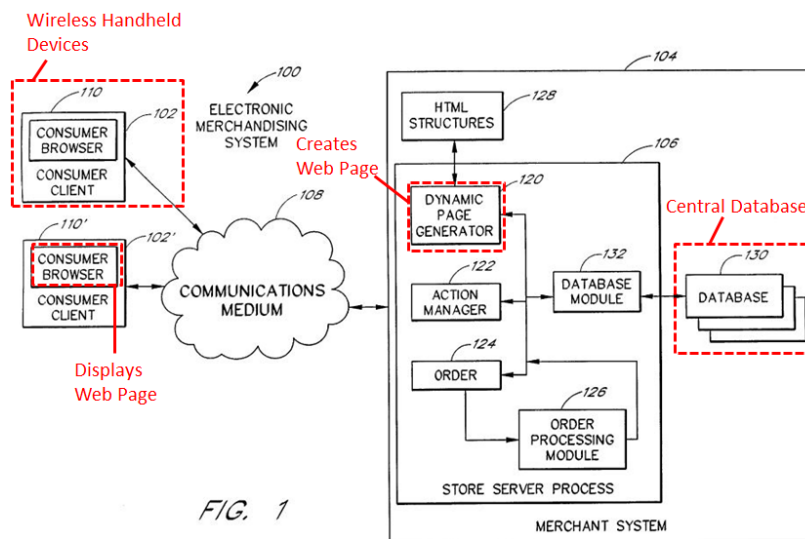 Wireless Handheld
Devices
110
102
CONSUMER
BROWSER
CONSUMER
CLIENT
100
ELECTRONIC
MERCHANDISING
SYSTEM
110'
102'
CONSUMER
BROWSER
CONSUMER
CLIENT
Displays
Web Page
108
COMMUNICATIONS
MEDIUM
104
HTML
STRUCTURES
128
106
Creates
Web Page
120
DYNAMIC
PAGE
GENERATOR
122
ACTION
MANAGER
132
DATABASE
MODULE
Central Database
130
DATABASE
124
ORDER
126
ORDER
PROCESSING
MODULE
STORE SERVER PROCESS
MERCHANT SYSTEM
FIG. 1